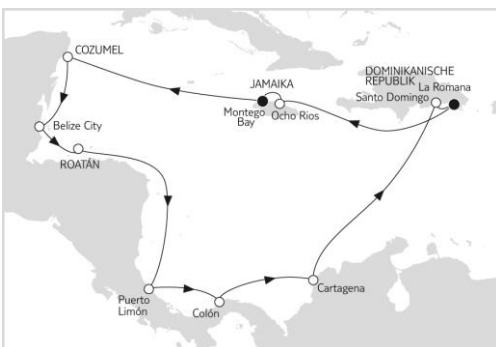 COZUMEL
DOMINIKANISCHE
REPUBLIK
La Romana
Santo Domingo
JAMAIKA
Montego
Bay
Ocho Rios
Belize City
ROATÁN
Puerto
Limón
Colón
Cartagena